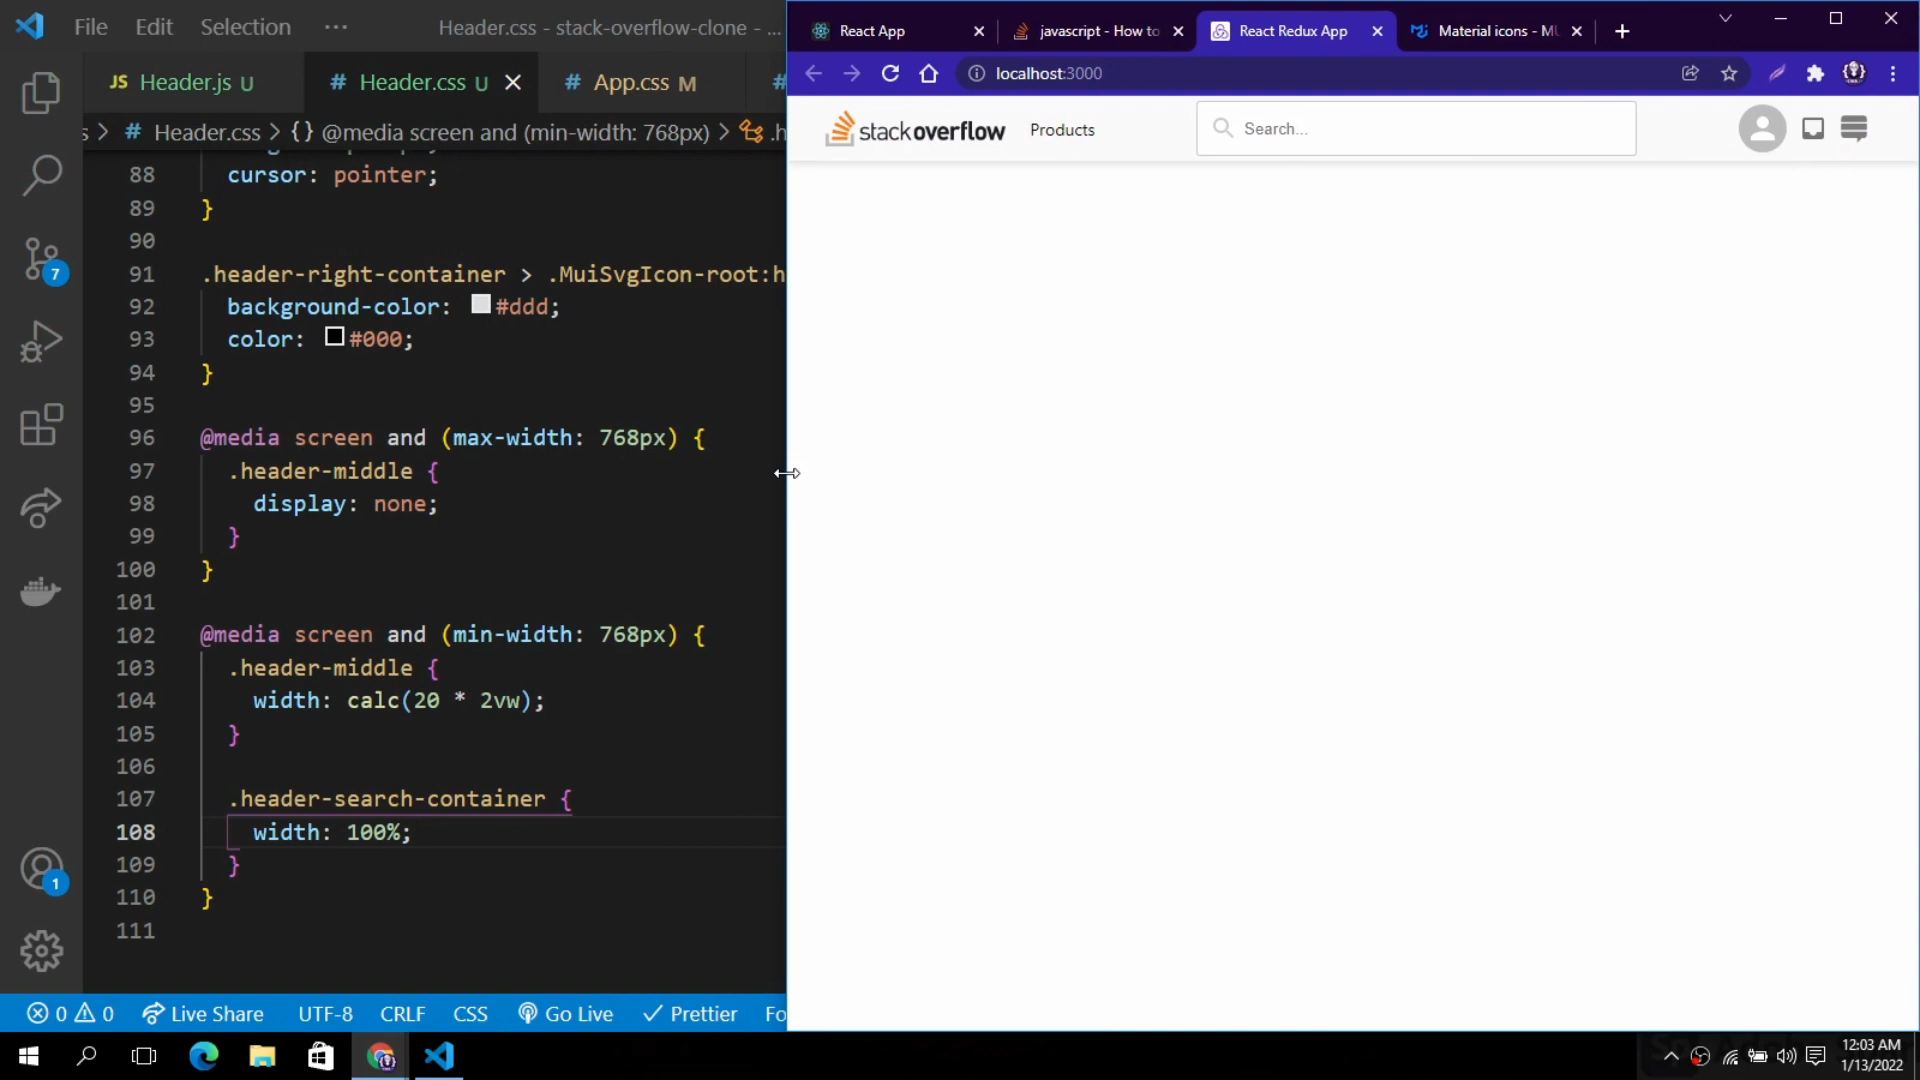 File Edit Selection ··· Header.css - stack-overflow-clone - ...
JS Header.js U # Header.css U # App.css M #
s > # Header.css > {} @media screen and (min-width: 768px) > .h
88 cursor: pointer;
89 }
90
91 .header-right-container > .MuiSvgIcon-root:h
92 background-color: #ddd;
93 color: #000;
94 }
95
96 @media screen and (max-width: 768px) {
97 .header-middle {
98 display: none;
99 }
100 }
101
102 @media screen and (min-width: 768px) {
103 .header-middle {
104 width: calc(20 * 2vw);
105 }
106
107 .header-search-container {
108 width: 100%;
109 }
110 }
111
7
1
0 0 Live Share UTF-8 CRLF CSS Go Live Prettier Fo
React App javascript - How to React Redux App Material icons - MU
localhost:3000
stackoverflow Products Search...
12:03 AM
1/13/2022